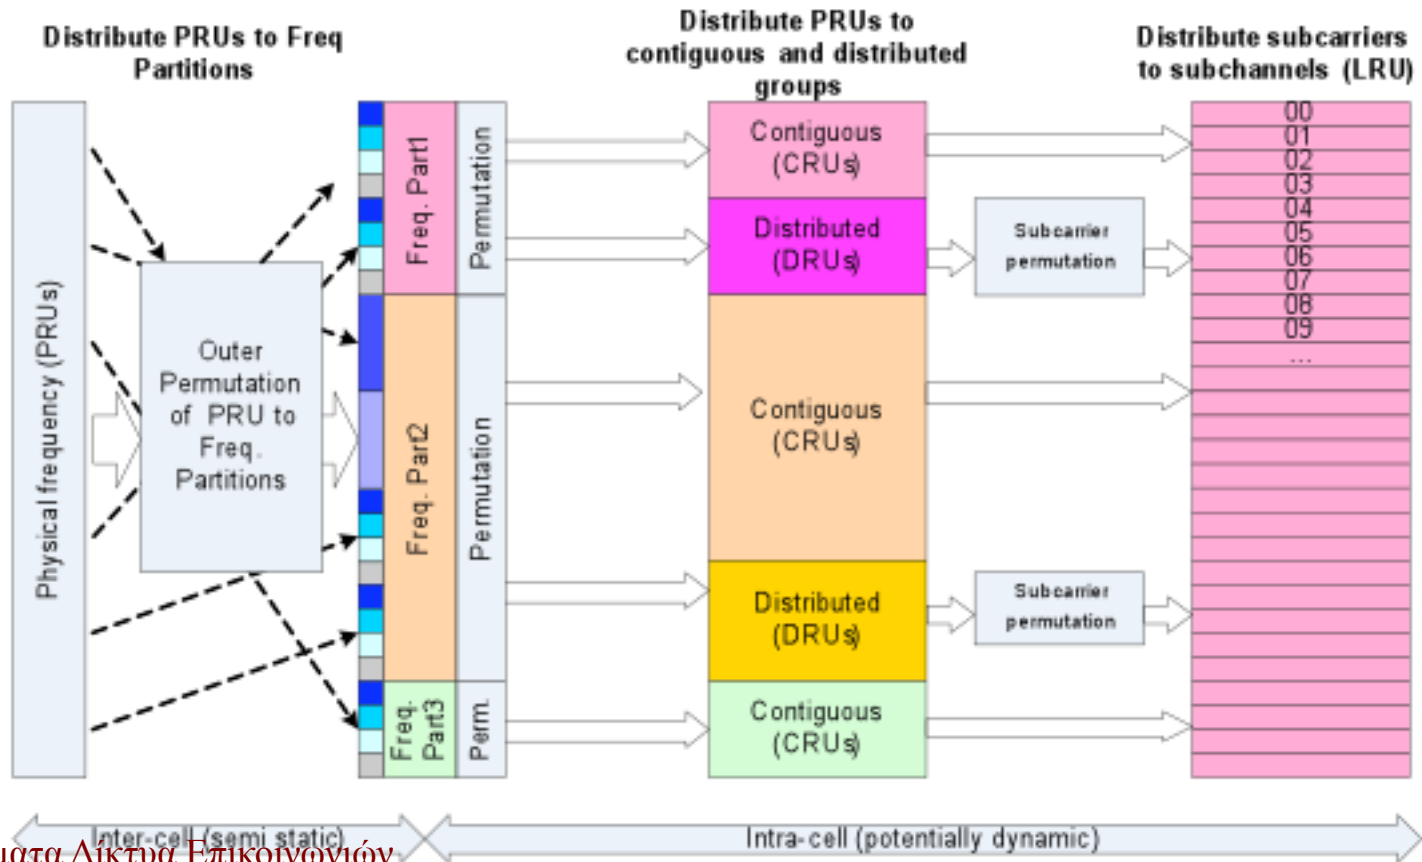 Distribute PRUs to Freq
Partitions
Distribute PRUs to
contiguous and distributed
groups
Distribute subcarriers
to subchannels (LRU)
Physical frequency (PRUs)
Outer
Permutation
of PRU to
Freq.
Partitions
Freq. Part1
Permutation
Freq. Part2
Permutation
Freq.
Part3
Perm.
Contiguous
(CRUs)
Distributed
(DRUs)
Contiguous
(CRUs)
Distributed
(DRUs)
Contiguous
(CRUs)
Subcarrier
permutation
Subcarrier
permutation
00
01
02
03
04
05
06
07
08
09
...
Inter-cell (semi static)
Intra-cell (potentially dynamic)
Δίκτυα Επικοινωνιών